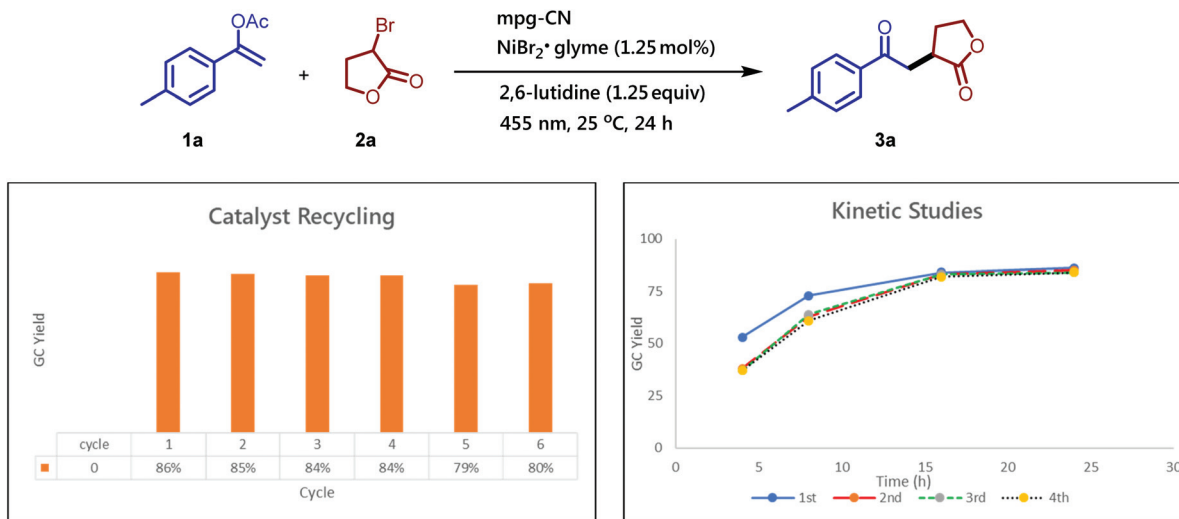 OAc
Br
O
O
+
1a
2a
mpg-CN
NiBr2• glyme (1.25 mol%)
2,6-lutidine (1.25 equiv)
455 nm, 25 °C, 24 h
O
O
O
3a
Catalyst Recycling
GC Yield
cycle 1 2 3 4 5 6
0 86% 85% 84% 84% 79% 80%
Cycle
Kinetic Studies
GC Yield
100
75
50
25
0
0 5 10 15 20 25 30
Time (h)
1st 2nd 3rd 4th